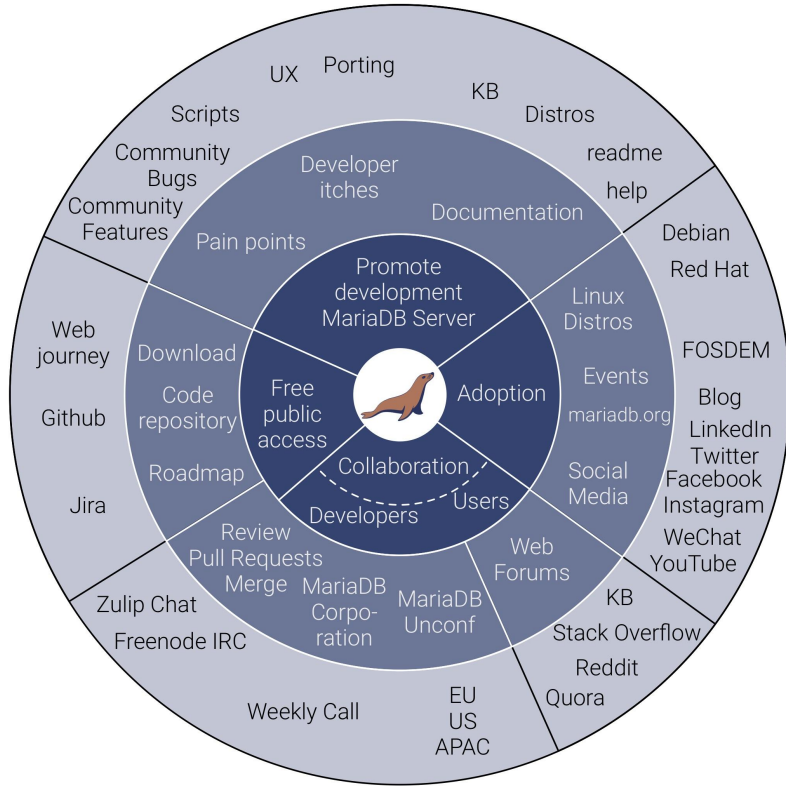 UX
Porting
KB
Scripts
Distros
Community
Bugs
readme
Community
Features
help
Developer
itches
Documentation
Pain points
Promote
development
MariaDB Server
Debian
Red Hat
Linux
Distros
FOSDEM
Events
mariadb.org
Blog
LinkedIn
Twitter
Facebook
Instagram
WeChat
YouTube
Social
Media
Adoption
Web
journey
Download
Github
Code
repository
Free
public
access
Jira
Roadmap
Collaboration
Developers
Users
Review
Pull Requests
Merge
MariaDB
Corpo-
ration
MariaDB
Unconf
Web
Forums
Zulip Chat
Freenode IRC
Weekly Call
EU
US
APAC
KB
Stack Overflow
Reddit
Quora